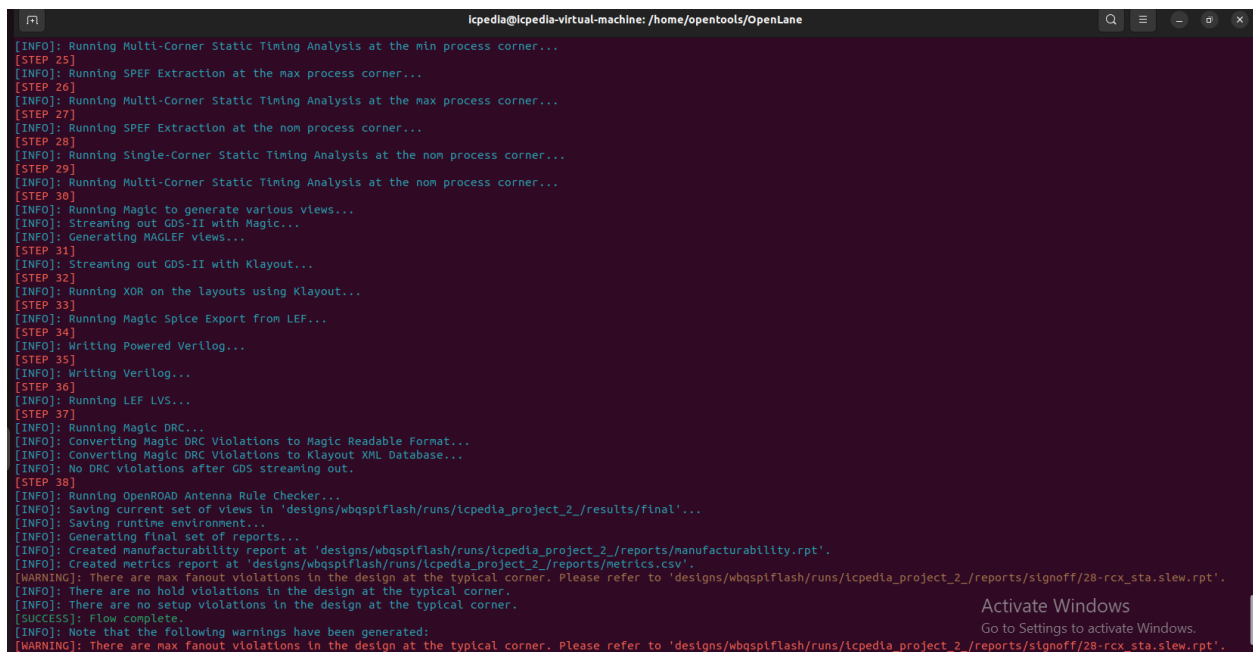 icpedia@icpedia-virtual-machine: /home/opentools/OpenLane
[INFO]: Running Multi-Corner Static Timing Analysis at the min process corner...
[STEP 25]
[INFO]: Running SPEF Extraction at the max process corner...
[STEP 26]
[INFO]: Running Multi-Corner Static Timing Analysis at the max process corner...
[STEP 27]
[INFO]: Running SPEF Extraction at the nom process corner...
[STEP 28]
[INFO]: Running Single-Corner Static Timing Analysis at the nom process corner...
[STEP 29]
[INFO]: Running Multi-Corner Static Timing Analysis at the nom process corner...
[STEP 30]
[INFO]: Running Magic to generate various views...
[INFO]: Streaming out GDS-II with Magic...
[INFO]: Generating MAGLEF views...
[STEP 31]
[INFO]: Streaming out GDS-II with Klayout...
[STEP 32]
[INFO]: Running XOR on the layouts using Klayout...
[STEP 33]
[INFO]: Running Magic Spice Export from LEF...
[STEP 34]
[INFO]: Writing Powered Verilog...
[STEP 35]
[INFO]: Writing Verilog...
[STEP 36]
[INFO]: Running LEF LVS...
[STEP 37]
[INFO]: Running Magic DRC...
[INFO]: Converting Magic DRC Violations to Magic Readable Format...
[INFO]: Converting Magic DRC Violations to Klayout XML Database...
[INFO]: No DRC violations after GDS streaming out.
[STEP 38]
[INFO]: Running OpenROAD Antenna Rule Checker...
[INFO]: Saving current set of views in 'designs/wbqspiflash/runs/icpedia_project_2_/results/final'...
[INFO]: Saving runtime environment...
[INFO]: Generating final set of reports...
[INFO]: Created manufacturability report at 'designs/wbqspiflash/runs/icpedia_project_2_/reports/manufacturability.rpt'.
[INFO]: Created metrics report at 'designs/wbqspiflash/runs/icpedia_project_2_/reports/metrics.csv'.
[WARNING]: There are max fanout violations in the design at the typical corner. Please refer to 'designs/wbqspiflash/runs/icpedia_project_2_/reports/signoff/28-rcx_sta.slew.rpt'.
[INFO]: There are no hold violations in the design at the typical corner.
[INFO]: There are no setup violations in the design at the typical corner.
[SUCCESS]: Flow complete.
[INFO]: Note that the following warnings have been generated:
[WARNING]: There are max fanout violations in the design at the typical corner. Please refer to 'designs/wbqspiflash/runs/icpedia_project_2_/reports/signoff/28-rcx_sta.slew.rpt'.
Activate Windows
Go to Settings to activate Windows.